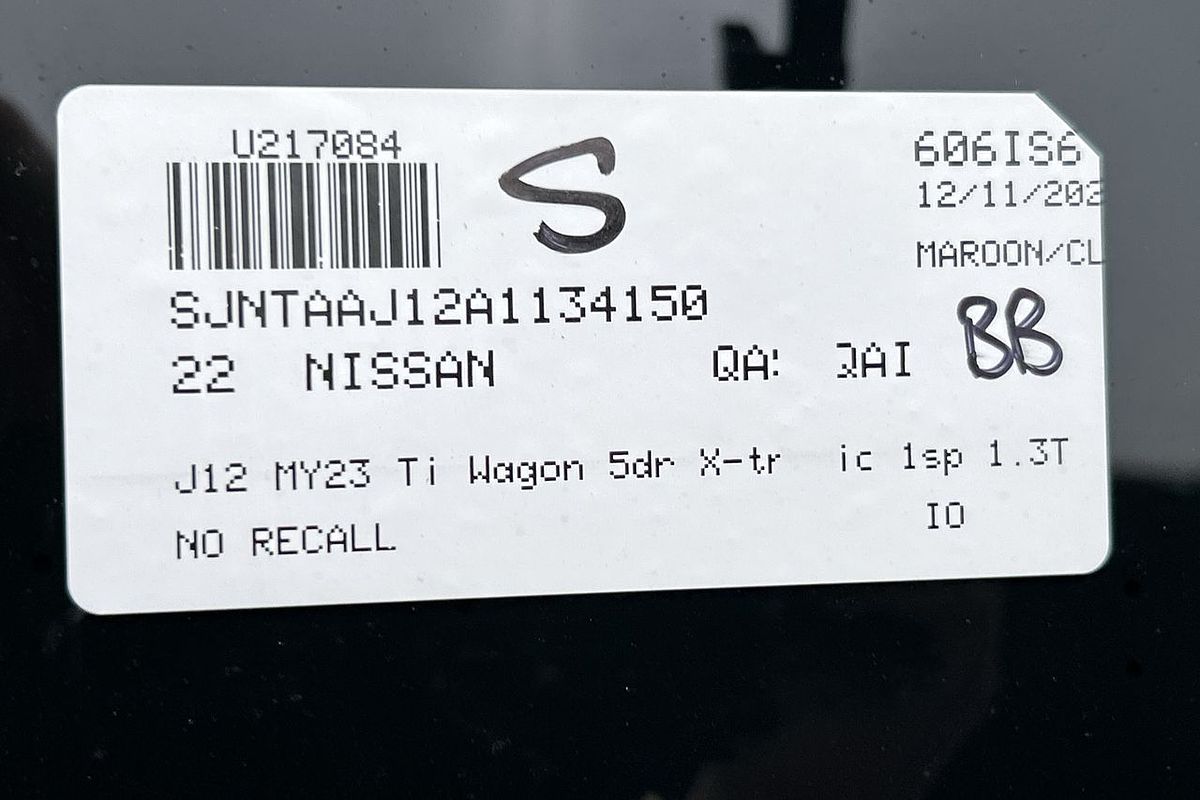 U217084
S
606IS6
12/11/202
MAROON/CL
SJNTAAJ12A1134150
22 NISSAN QA: QAI BB
J12 MY23 Ti Wagon 5dr X-tr ic 1sp 1.3T
NO RECALL IO